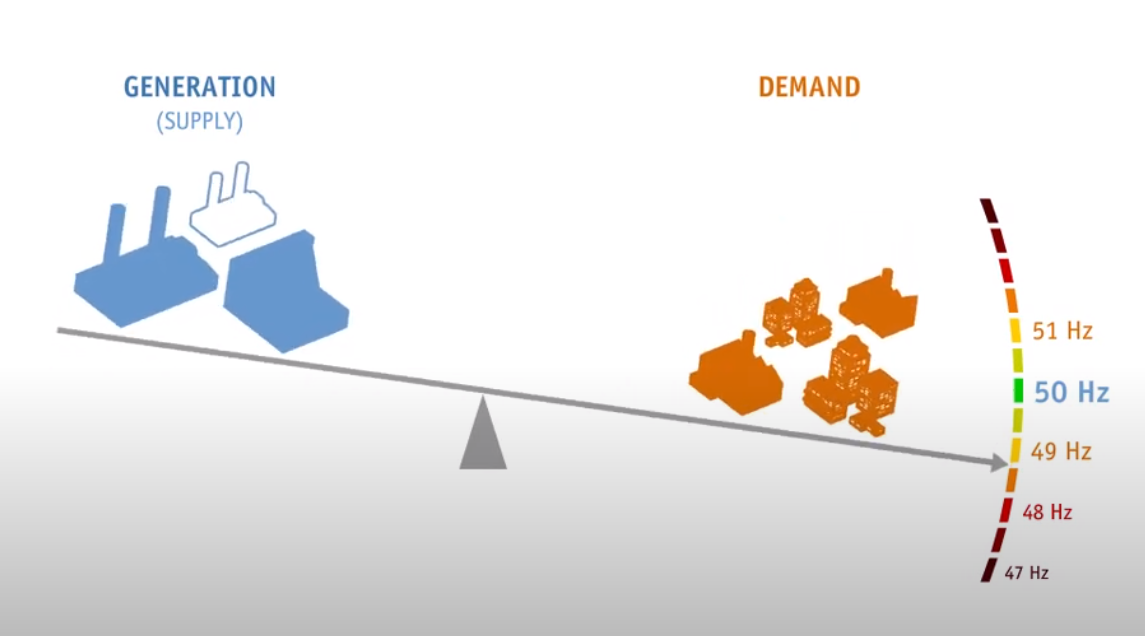 GENERATION
(SUPPLY)
DEMAND
51 Hz
50 Hz
49 Hz
48 Hz
47 Hz